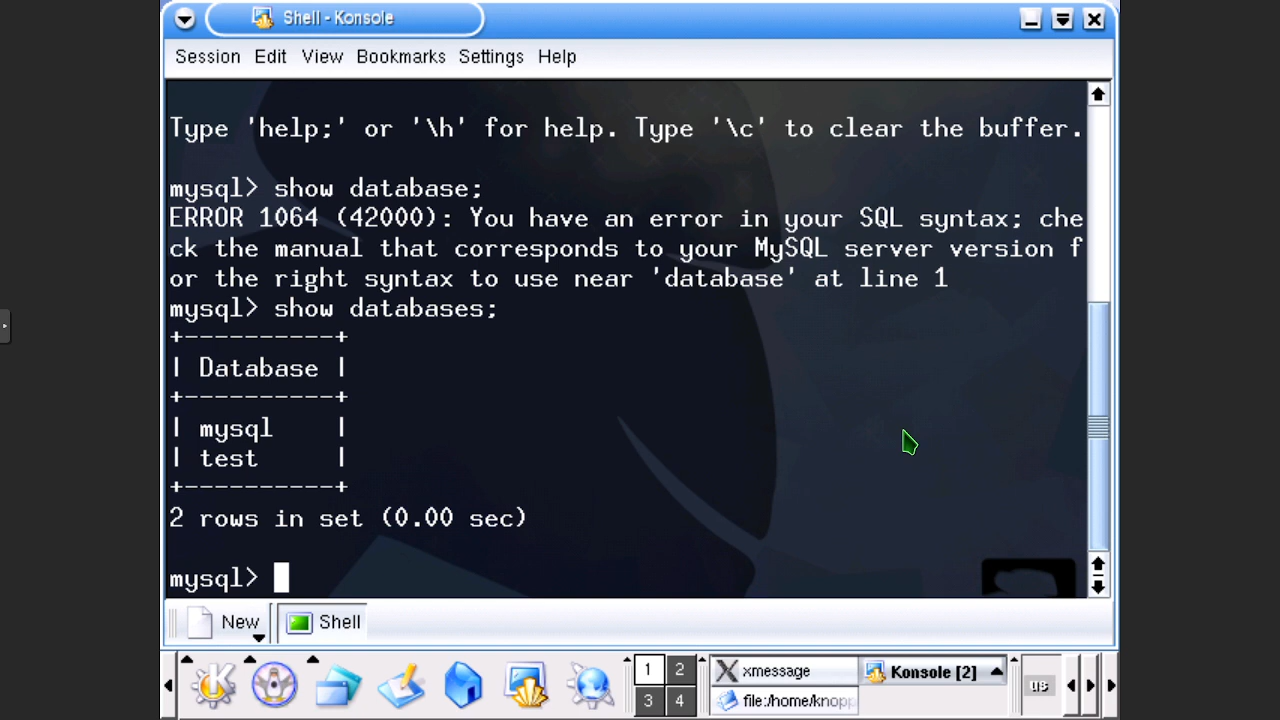 Shell - Konsole
Session Edit View Bookmarks Settings Help
Type 'help;' or '\h' for help. Type '\c' to clear the buffer.
mysql> show database;
ERROR 1064 (42000): You have an error in your SQL syntax; che
ck the manual that corresponds to your MySQL server version f
or the right syntax to use near 'database' at line 1
mysql> show databases;
+----------+
| Database |
+----------+
| mysql    |
| test     |
+----------+
2 rows in set (0.00 sec)
mysql>
New Shell
1 2 xmessage Konsole [2] us
3 4 file:/home/knopp